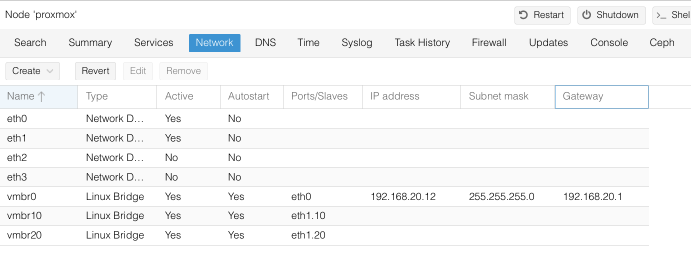 Node 'proxmox' Restart Shutdown >_ Shel
Search Summary Services Network DNS Time Syslog Task History Firewall Updates Console Ceph
Create Revert Edit Remove
Name ↑ Type Active Autostart Ports/Slaves IP address Subnet mask Gateway
eth0 Network D... Yes No
eth1 Network D... Yes No
eth2 Network D... No No
eth3 Network D... No No
vmbr0 Linux Bridge Yes Yes eth0 192.168.20.12 255.255.255.0 192.168.20.1
vmbr10 Linux Bridge Yes Yes eth1.10
vmbr20 Linux Bridge Yes Yes eth1.20